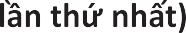 lần thứ nhất)